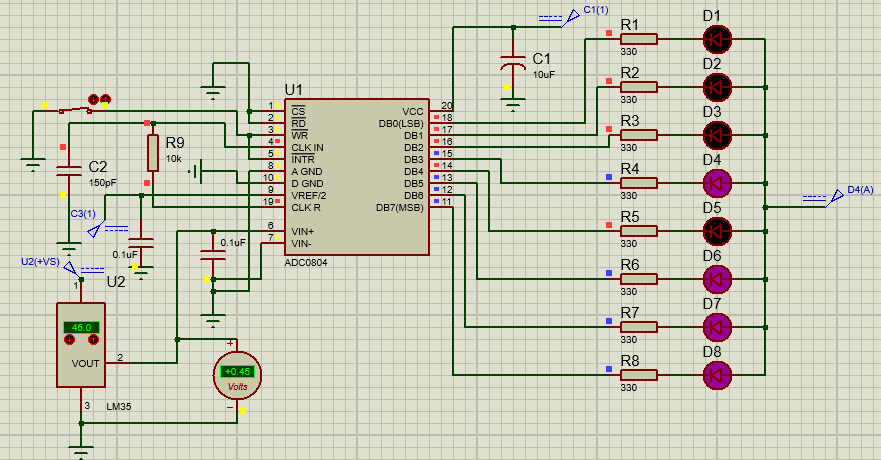 C1(1)
C1
10uF
U1
1 CS
2 RD
3 WR
4 CLK IN
5 INTR
8 A GND
10 D GND
9 VREF/2
19 CLK R
6 VIN+
7 VIN-
VCC 20
DB0(LSB) 18
DB1 17
DB2 16
DB3 15
DB4 14
DB5 13
DB6 12
DB7(MSB) 11
ADC0804
R9
10k
C2
150pF
C3(1)
0.1uF
0.1uF
U2(+VS)
U2
1
45.0
VOUT
2
3
LM35
+
+0.45
Volts
−
R1
330
D1
R2
330
D2
R3
330
D3
R4
330
D4
R5
330
D5
R6
330
D6
R7
330
D7
R8
330
D8
D4(A)